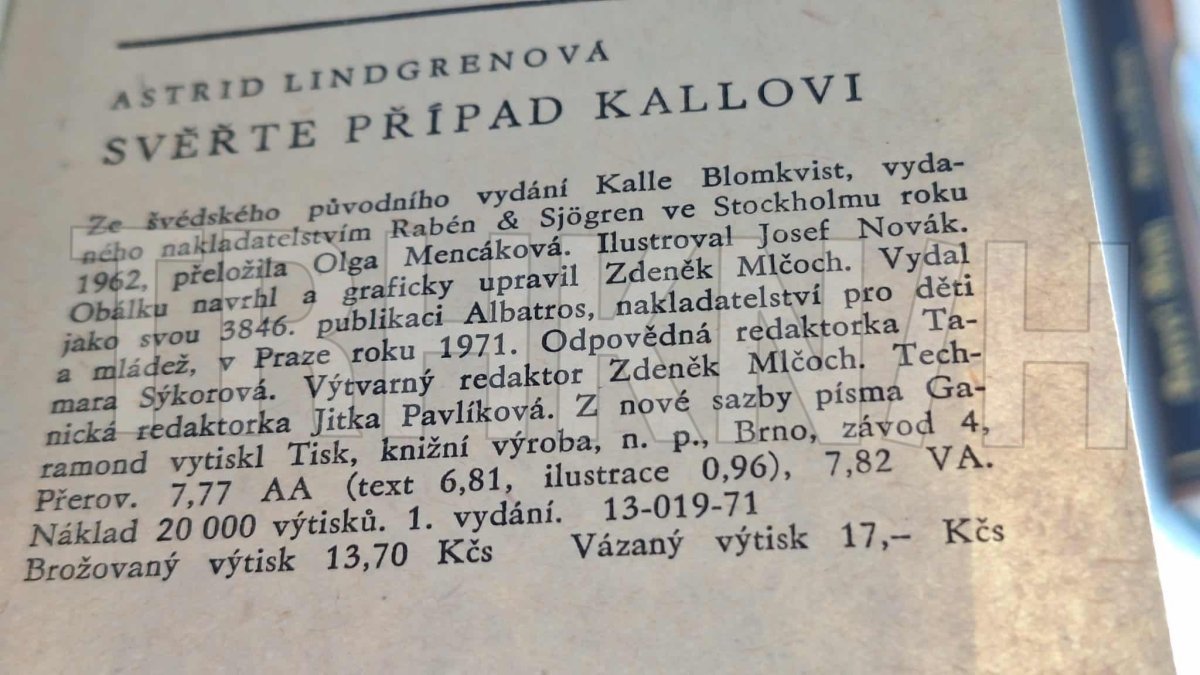 ASTRID LINDGRENOVÁ
SVĚŘTE PŘÍPAD KALLOVI
Ze švédského původního vydání Kalle Blomkvist, vyda-
ného nakladatelstvím Rabén & Sjögren ve Stockholmu roku
1962, přeložila Olga Mencáková. Ilustroval Josef Novák.
Obálku navrhl a graficky upravil Zdeněk Mlčoch. Vydal
jako svou 3846. publikaci Albatros, nakladatelství pro děti
a mládež, v Praze roku 1971. Odpovědná redaktorka Ta-
mara Sýkorová. Výtvarný redaktor Zdeněk Mlčoch. Tech-
nická redaktorka Jitka Pavlíková. Z nové sazby písma Ga-
ramond vytiskl Tisk, knižní výroba, n. p., Brno, závod 4,
Přerov. 7,77 AA (text 6,81, ilustrace 0,96), 7,82 VA.
Náklad 20 000 výtisků. 1. vydání. 13-019-71
Brožovaný výtisk 13,70 Kčs Vázaný výtisk 17,– Kčs